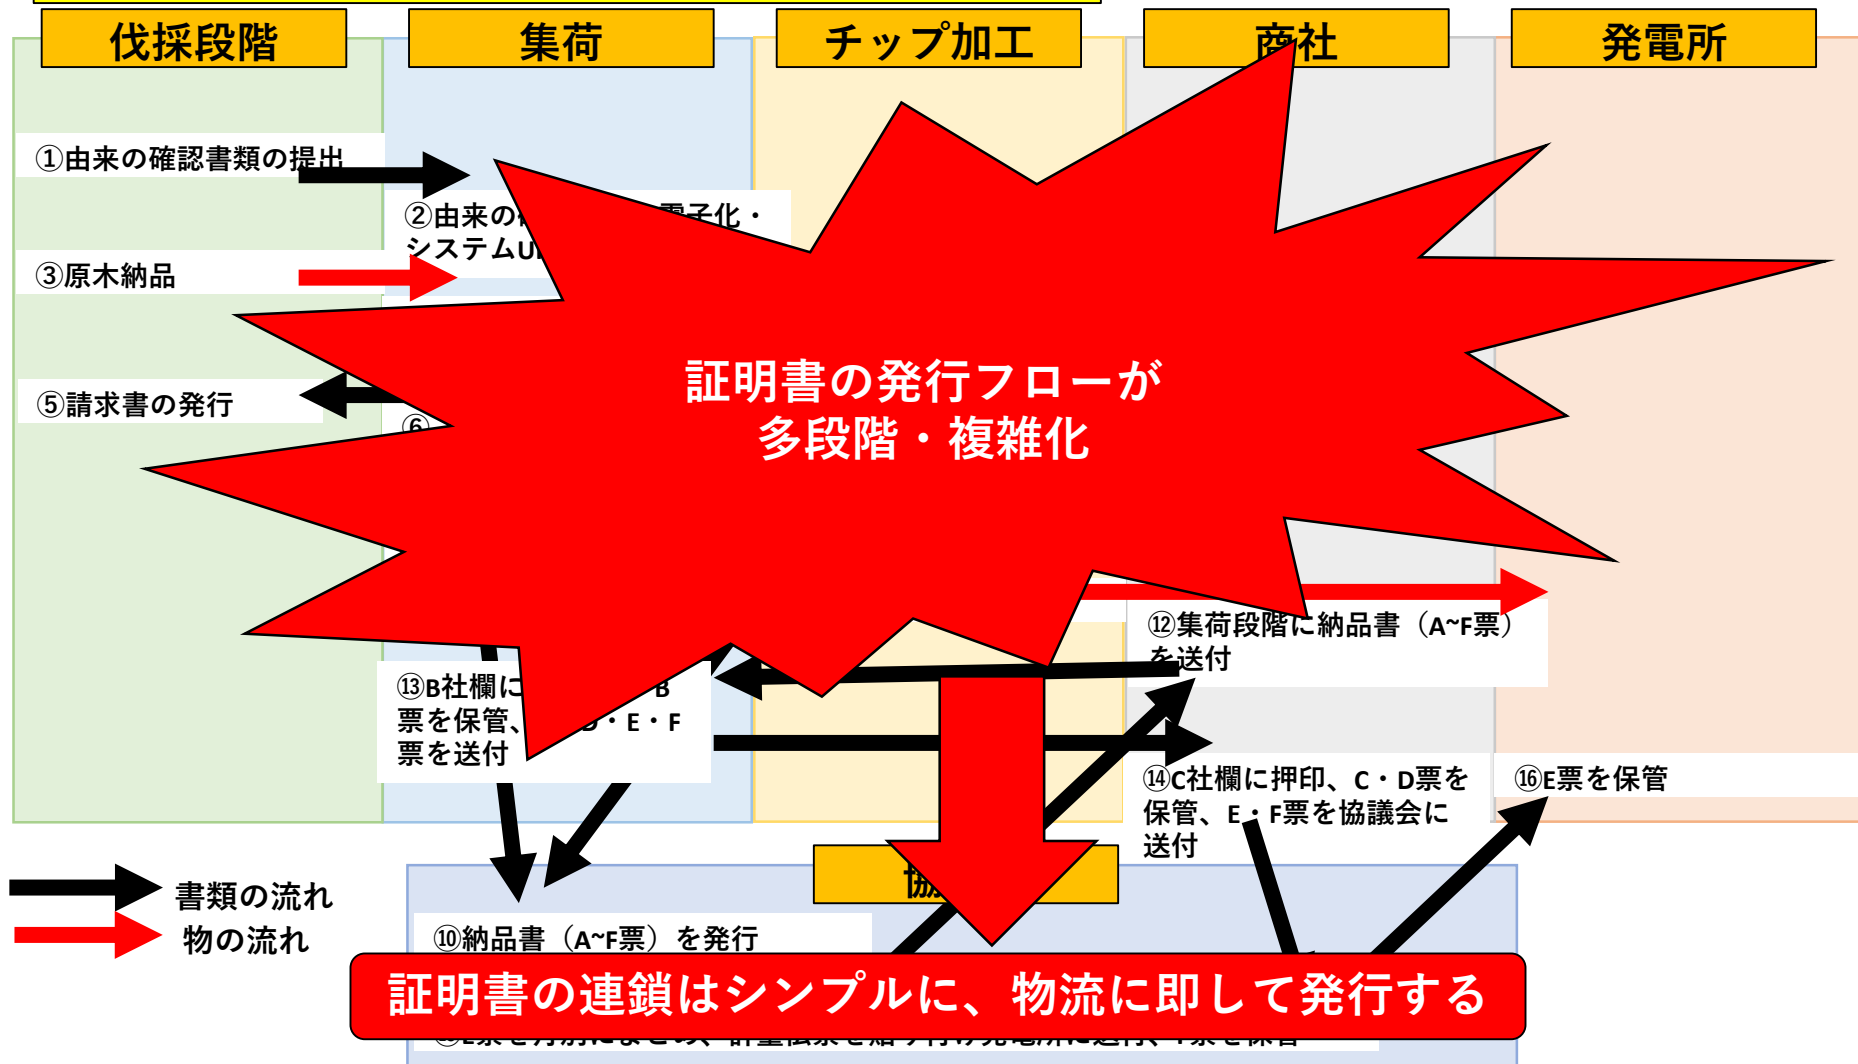 伐採段階
集荷
チップ加工
商社
発電所
①由来の確認書類の提出
②由来の
電子化・
システムU
③原木納品
⑤請求書の発行
⑥
証明書の発行フローが
多段階・複雑化
⑫集荷段階に納品書（A~F票）
を送付
⑬B社欄に
B
票を保管、
D・E・F
票を送付
⑭C社欄に押印、C・D票を
保管、E・F票を協議会に
送付
⑯E票を保管
書類の流れ
物の流れ
協
⑩納品書（A~F票）を発行
証明書の連鎖はシンプルに、物流に即して発行する